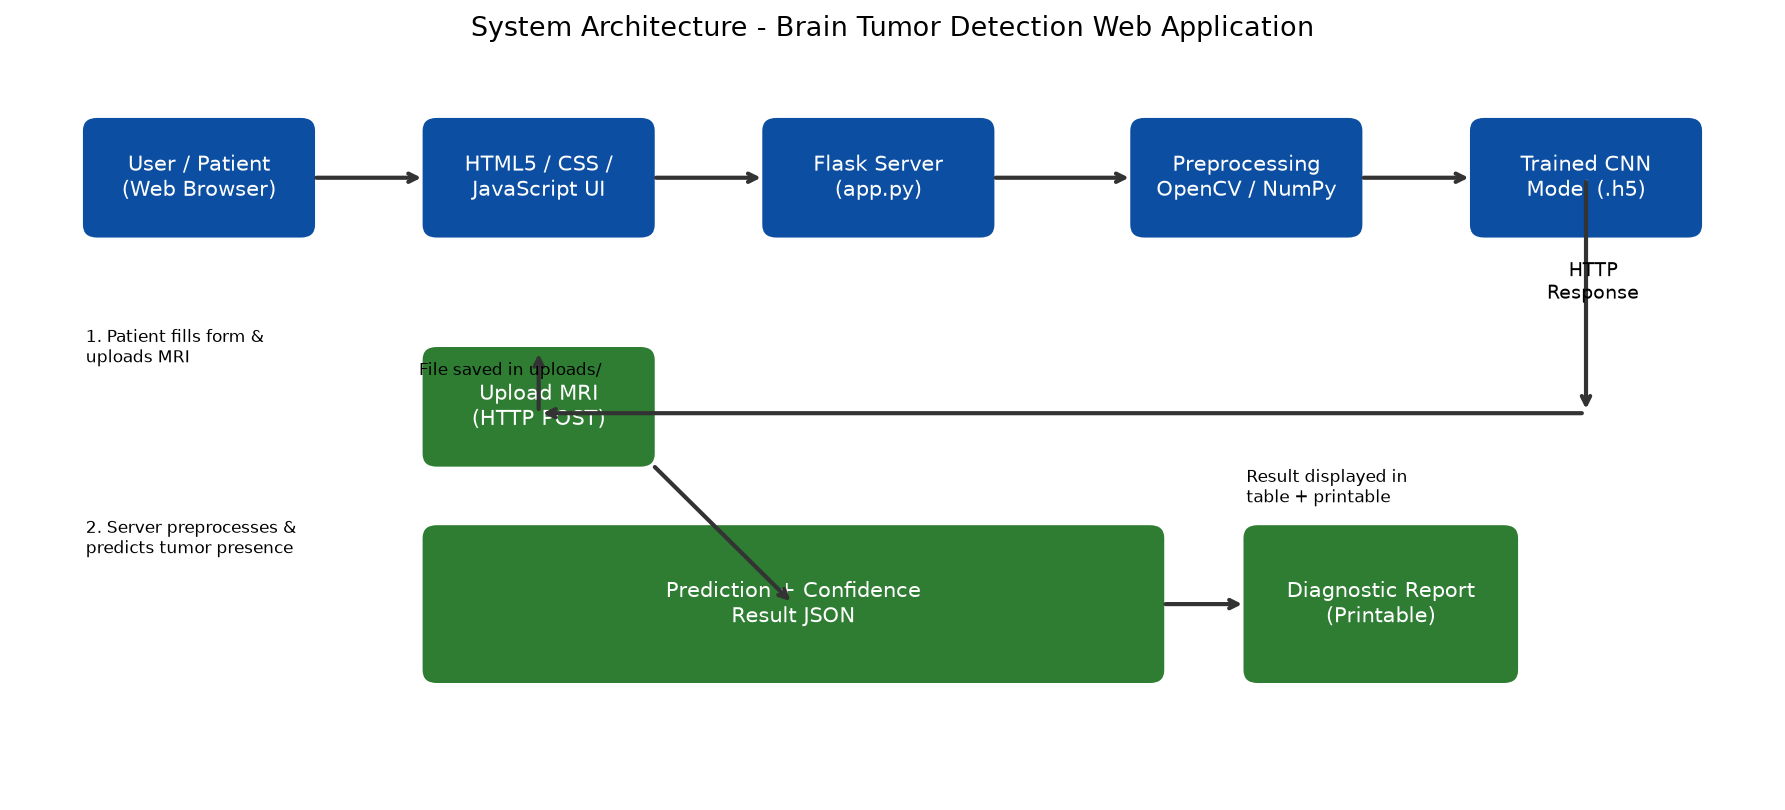 System Architecture - Brain Tumor Detection Web Application
User / Patient
(Web Browser)
HTML5 / CSS /
JavaScript UI
Flask Server
(app.py)
Preprocessing
OpenCV / NumPy
Trained CNN
Model (.h5)
HTTP
Response
1. Patient fills form &
uploads MRI
File saved in uploads/
Upload MRI
(HTTP POST)
Result displayed in
table + printable
2. Server preprocesses &
predicts tumor presence
Prediction + Confidence
Result JSON
Diagnostic Report
(Printable)